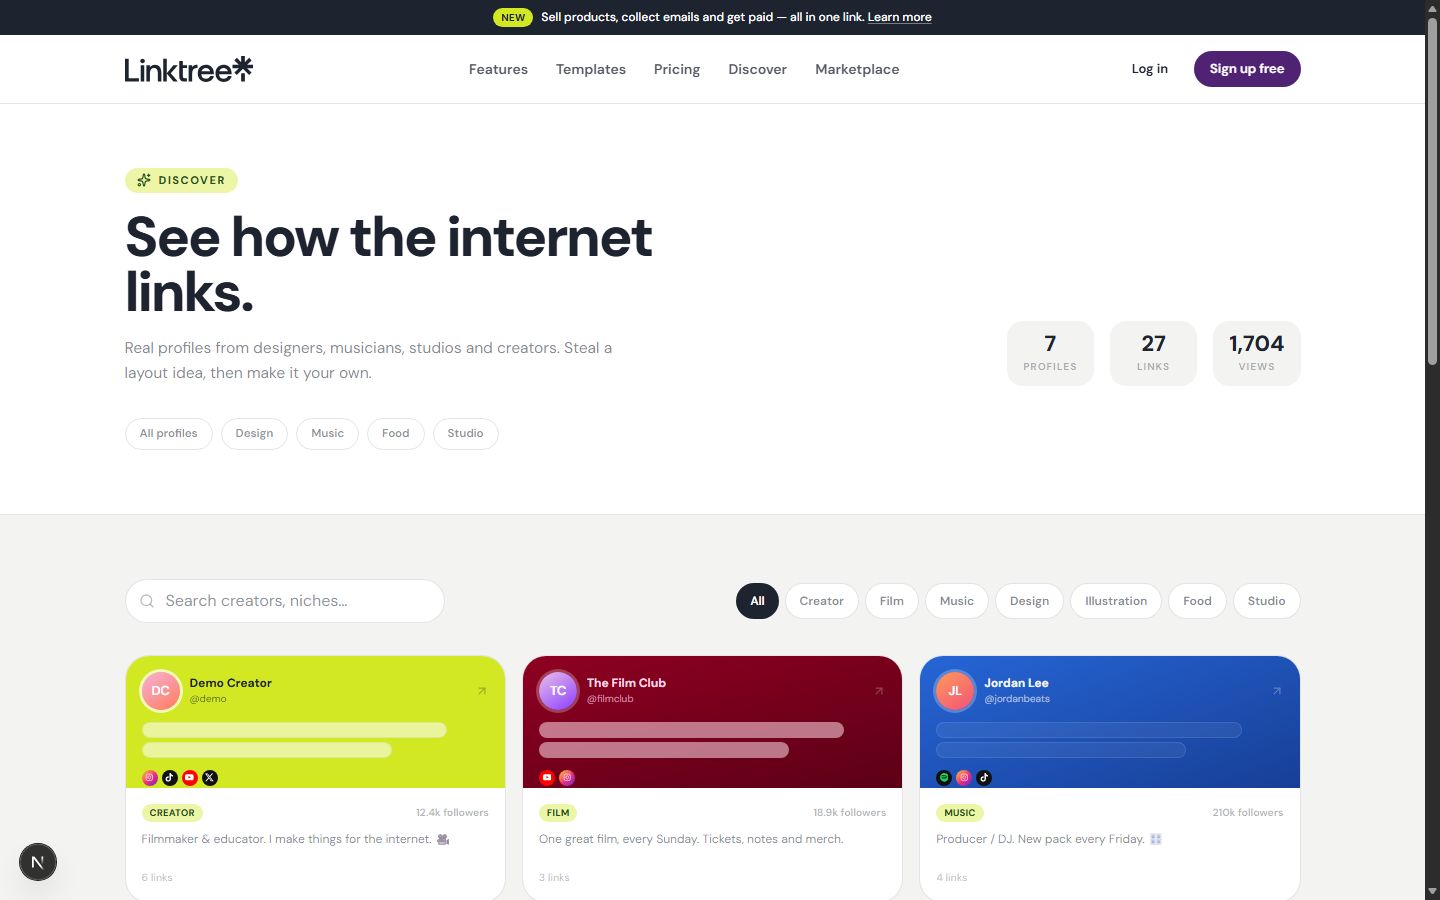 NEW Sell products, collect emails and get paid — all in one link. Learn more
Linktree
Features Templates Pricing Discover Marketplace
Log in Sign up free
DISCOVER
See how the internet
links.
Real profiles from designers, musicians, studios and creators. Steal a
layout idea, then make it your own.
7 27 1,704
PROFILES LINKS VIEWS
All profiles Design Music Food Studio
Search creators, niches...
All Creator Film Music Design Illustration Food Studio
DC Demo Creator
@demo
TC The Film Club
@filmclub
JL Jordan Lee
@jordanbeats
CREATOR 12.4k followers
Filmmaker & educator. I make things for the internet.
6 links
FILM 18.9k followers
One great film, every Sunday. Tickets, notes and merch.
3 links
MUSIC 210k followers
Producer / DJ. New pack every Friday.
4 links
N